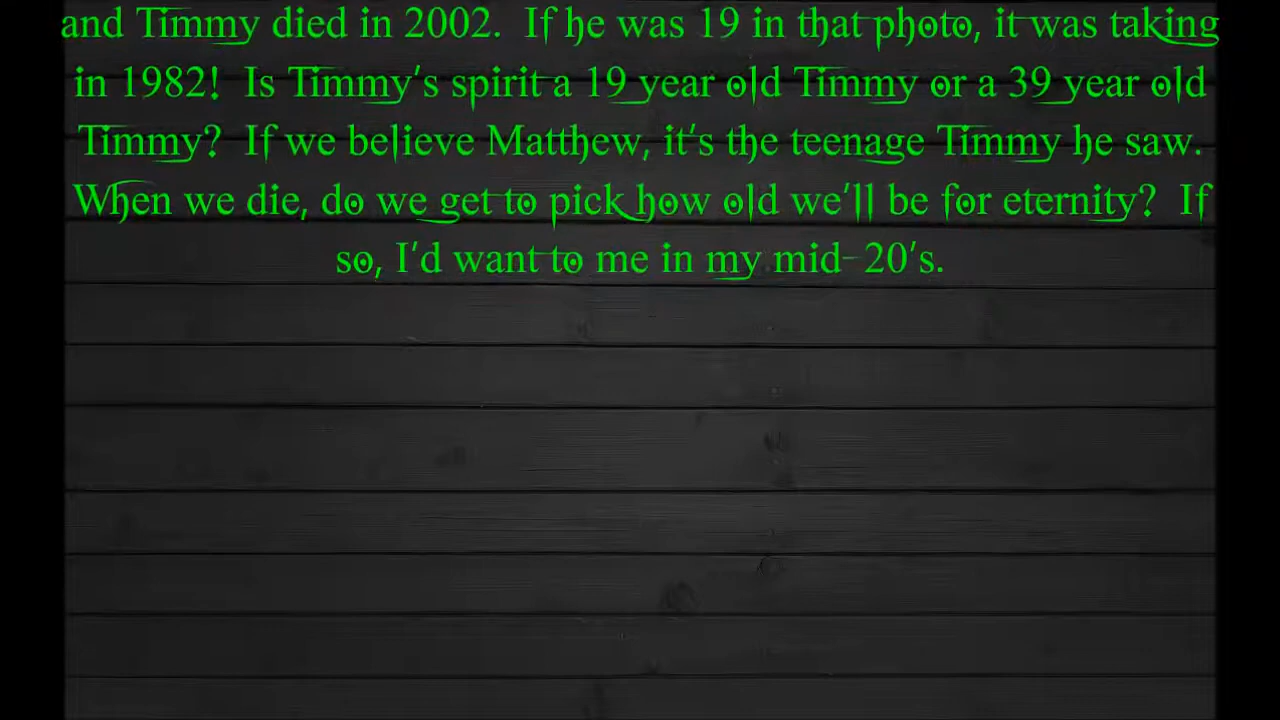 and Timmy died in 2002.  If he was 19 in that photo, it was taking
in 1982!  Is Timmy's spirit a 19 year old Timmy or a 39 year old
Timmy?  If we believe Matthew, it's the teenage Timmy he saw.
When we die, do we get to pick how old we'll be for eternity?  If
so, I'd want to me in my mid-20's.